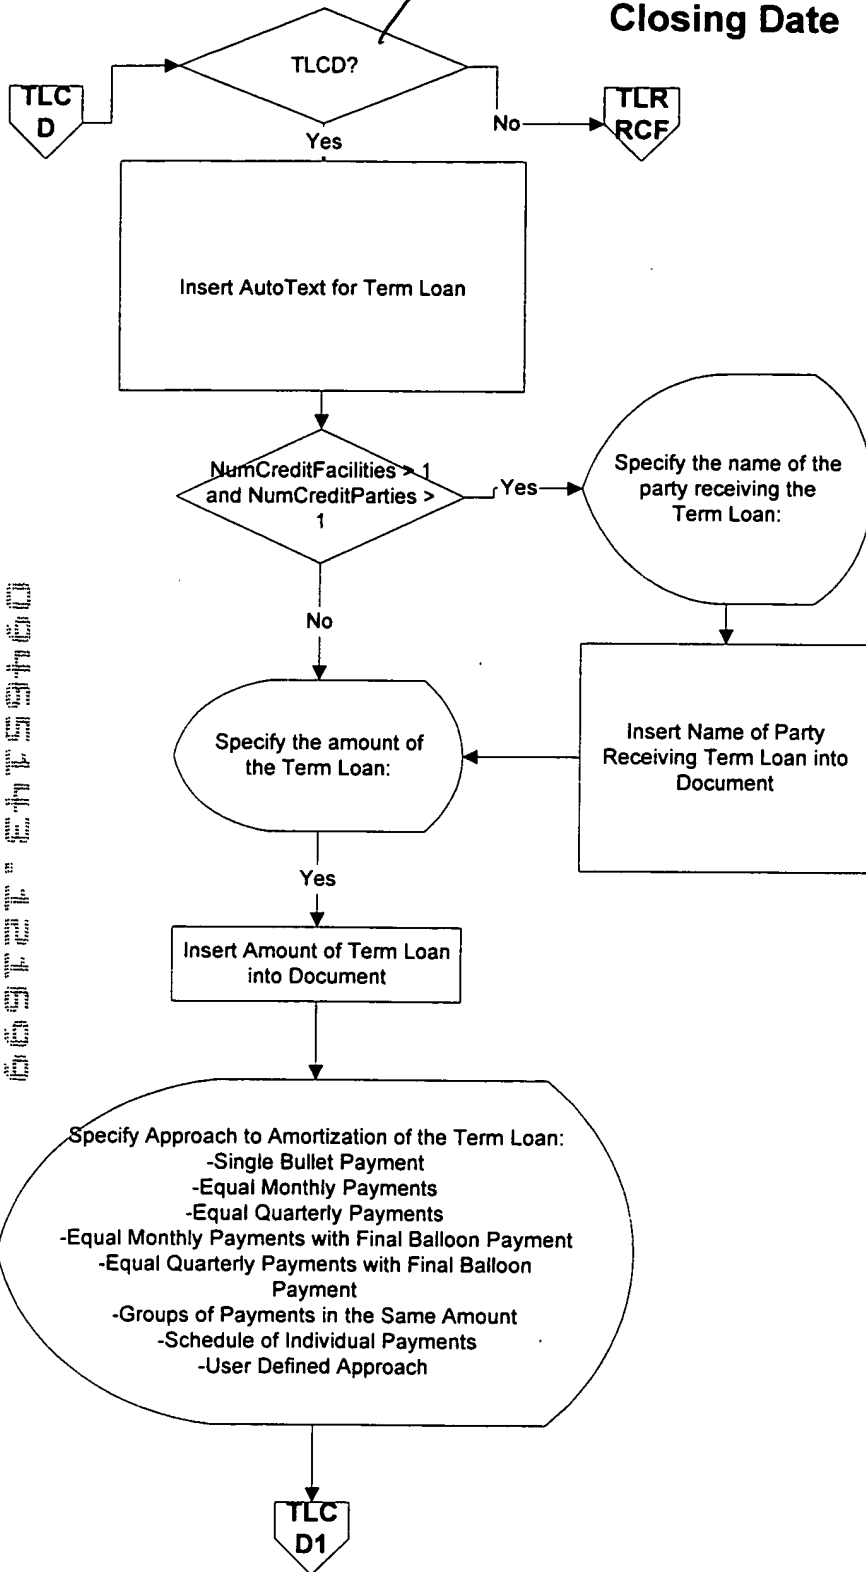 Closing Date
TLCD?
TLC
D
No
TLR
RCF
Yes
Insert AutoText for Term Loan
NumCreditFacilities > 1
and NumCreditParties >
1
Yes
Specify the name of the
party receiving the
Term Loan:
No
Specify the amount of
the Term Loan:
Insert Name of Party
Receiving Term Loan into
Document
Yes
Insert Amount of Term Loan
into Document
Specify Approach to Amortization of the Term Loan:
-Single Bullet Payment
-Equal Monthly Payments
-Equal Quarterly Payments
-Equal Monthly Payments with Final Balloon Payment
-Equal Quarterly Payments with Final Balloon
Payment
-Groups of Payments in the Same Amount
-Schedule of Individual Payments
-User Defined Approach
TLC
D1
09465143.121699